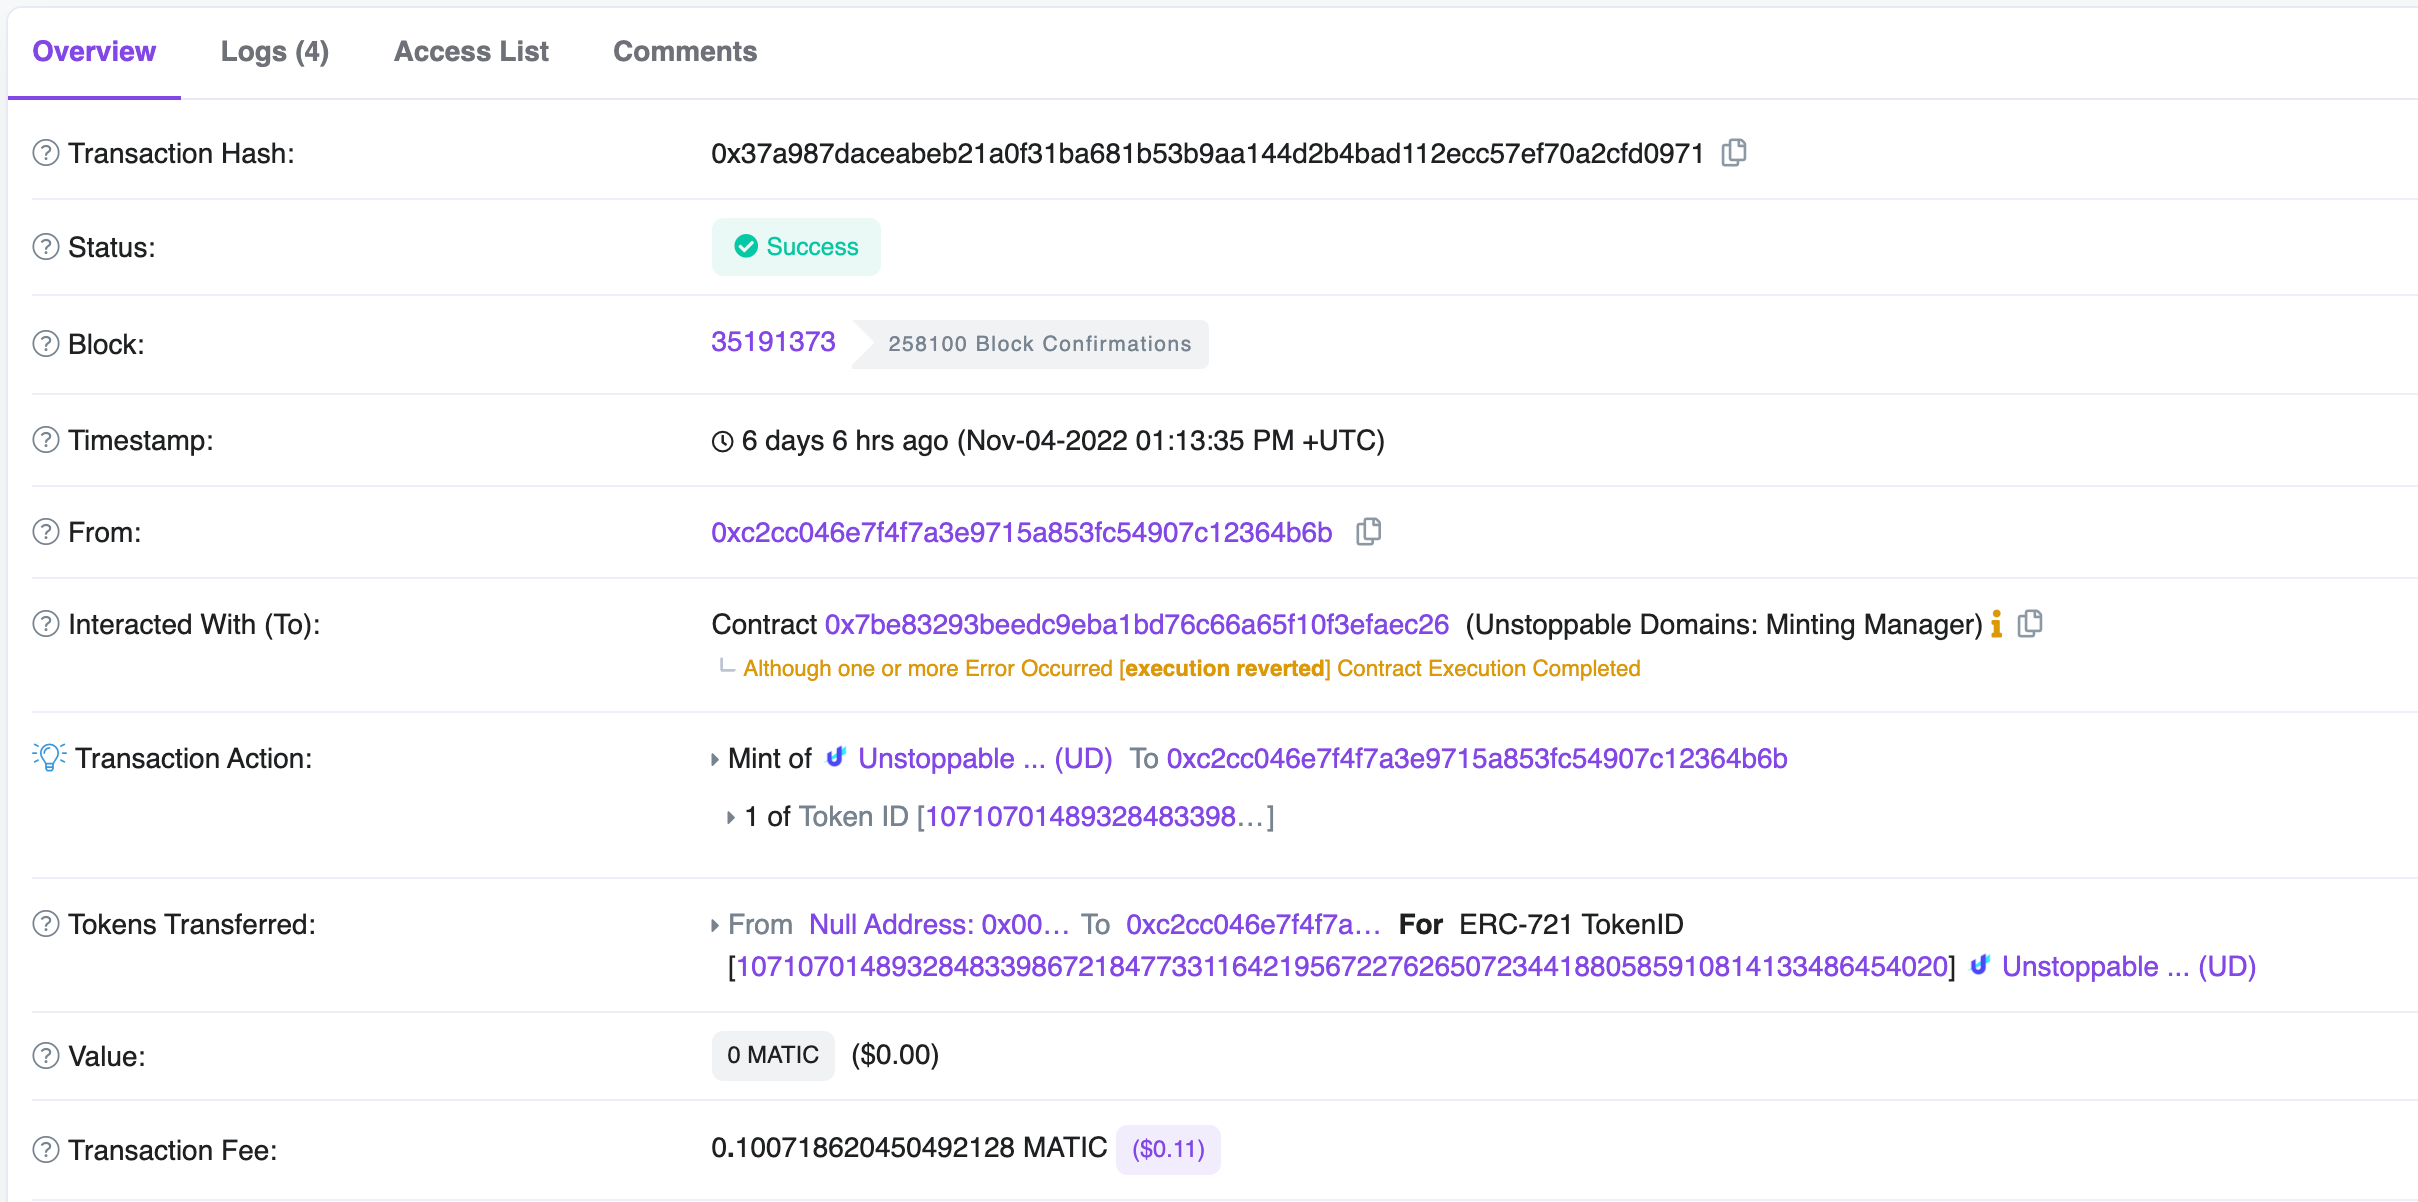 Overview Logs (4) Access List Comments
Transaction Hash: 0x37a987daceabeb21a0f31ba681b53b9aa144d2b4bad112ecc57ef70a2cfd0971
Status: Success
Block: 35191373 258100 Block Confirmations
Timestamp: 6 days 6 hrs ago (Nov-04-2022 01:13:35 PM +UTC)
From: 0xc2cc046e7f4f7a3e9715a853fc54907c12364b6b
Interacted With (To): Contract 0x7be83293beedc9eba1bd76c66a65f10f3efaec26 (Unstoppable Domains: Minting Manager)
Although one or more Error Occurred [execution reverted] Contract Execution Completed
Transaction Action: Mint of Unstoppable ... (UD) To 0xc2cc046e7f4f7a3e9715a853fc54907c12364b6b
1 of Token ID [10710701489328483398...]
Tokens Transferred: From Null Address: 0x00... To 0xc2cc046e7f4f7a... For ERC-721 TokenID
[107107014893284833986721847733116421956722762650723441880585910814133486454020] Unstoppable ... (UD)
Value: 0 MATIC ($0.00)
Transaction Fee: 0.100718620450492128 MATIC ($0.11)